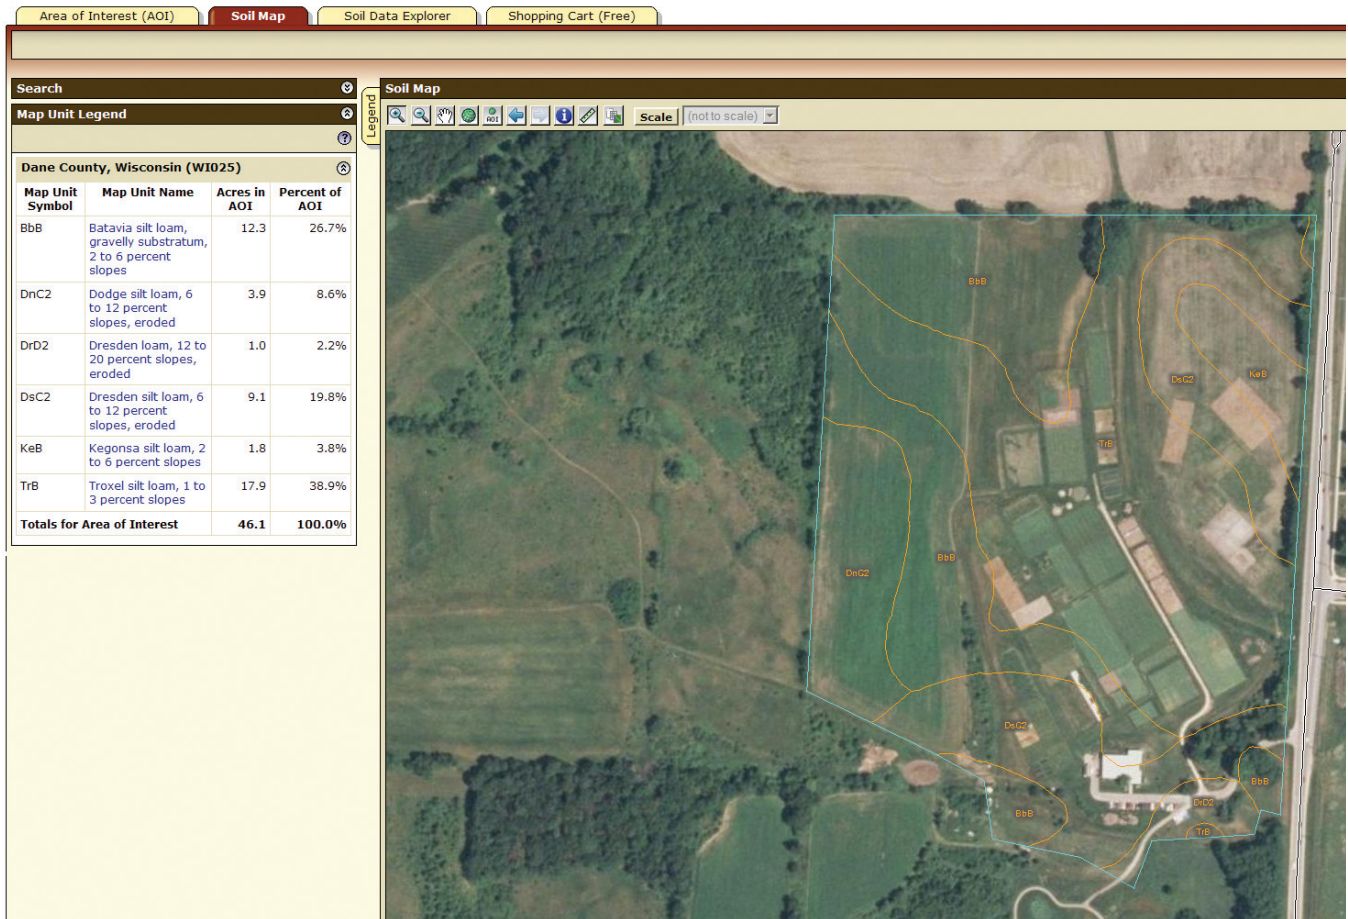 Area of Interest (AOI)
Soil Map
Soil Data Explorer
Shopping Cart (Free)
Search
Map Unit Legend
?
Dane County, Wisconsin (WI025)
Map Unit Symbol Map Unit Name Acres in AOI Percent of AOI
BbB Batavia silt loam, 12.3 26.7%
gravelly substratum,
2 to 6 percent
slopes
DnC2 Dodge silt loam, 6 3.9 8.6%
to 12 percent
slopes, eroded
DrD2 Dresden loam, 12 to 1.0 2.2%
20 percent slopes,
eroded
DsC2 Dresden silt loam, 6 9.1 19.8%
to 12 percent
slopes, eroded
KeB Kegonsa silt loam, 2 1.8 3.8%
to 6 percent slopes
TrB Troxel silt loam, 1 to 17.9 38.9%
3 percent slopes
Totals for Area of Interest 46.1 100.0%
Legend
Soil Map
AOI
i
Scale (not to scale)
BbB
DsC2
KeB
TrB
BbB
DnC2
DsC2
BbB
DrD2
BbB
TrB